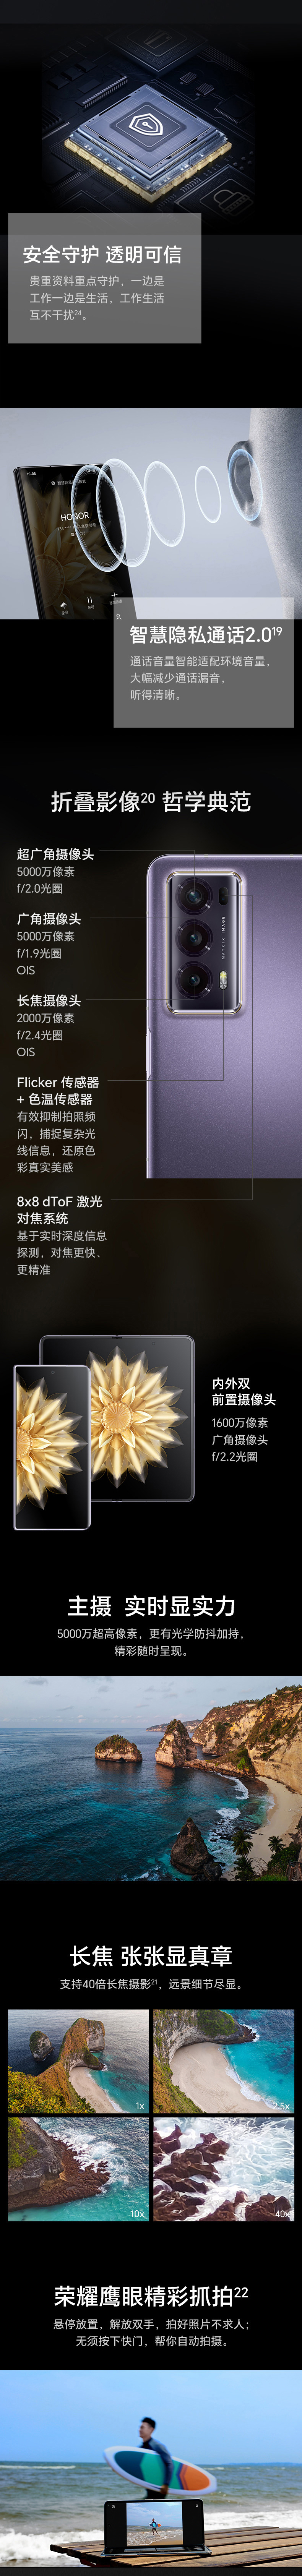 安全守护 透明可信
贵重资料重点守护，一边是
工作一边是生活，工作生活
互不干扰24。
HONOR
智慧隐私通话2.019
通话音量智能适配环境音量，
大幅减少通话漏音，
听得清晰。
折叠影像20 哲学典范
超广角摄像头
5000万像素
f/2.0光圈
广角摄像头
5000万像素
f/1.9光圈
OIS
长焦摄像头
2000万像素
f/2.4光圈
OIS
Flicker 传感器
+ 色温传感器
有效抑制拍照频
闪，捕捉复杂光
线信息，还原色
彩真实美感
8x8 dToF 激光
对焦系统
基于实时深度信息
探测，对焦更快、
更精准
内外双
前置摄像头
1600万像素
广角摄像头
f/2.2光圈
主摄 实时显实力
5000万超高像素，更有光学防抖加持，
精彩随时呈现。
长焦 张张显真章
支持40倍长焦摄影21，远景细节尽显。
1x
2.5x
10x
40x
荣耀鹰眼精彩抓拍22
悬停放置，解放双手，拍好照片不求人；
无须按下快门，帮你自动拍摄。